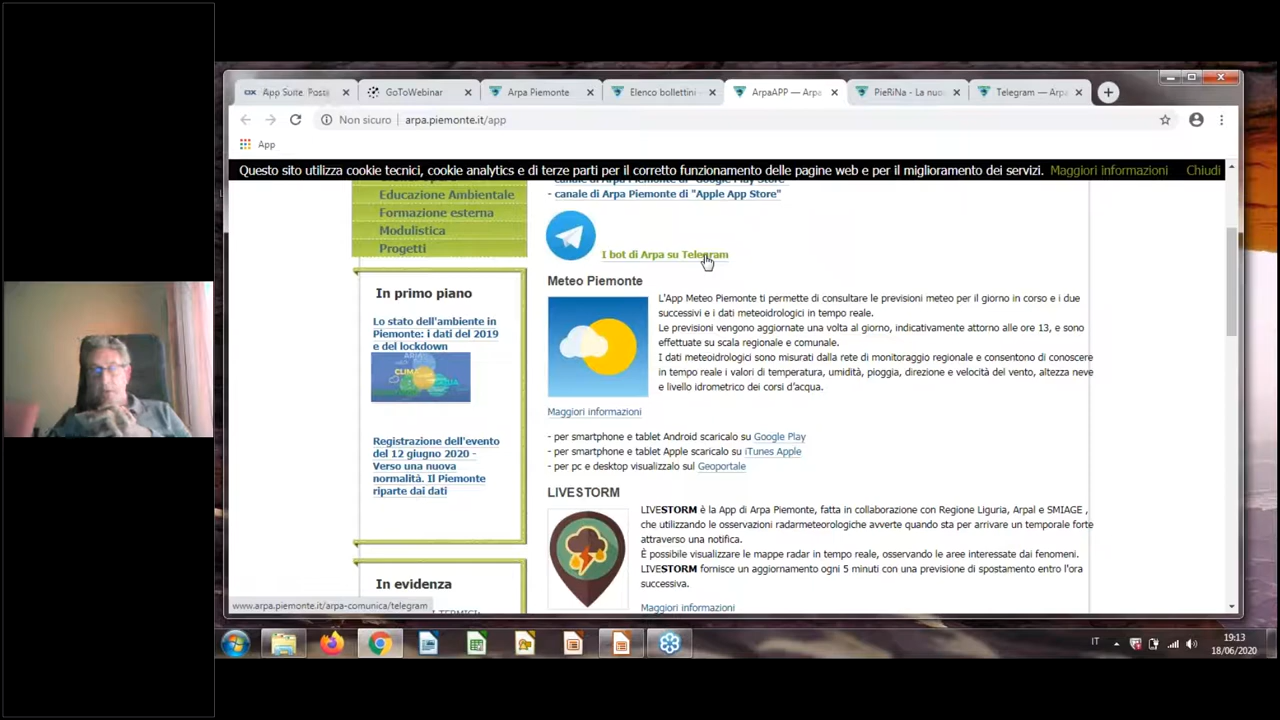 App Suite. Posta
GoToWebinar
Arpa Piemonte
Elenco bollettini -
ArpaAPP — Arpa
PieRiNa - La nuo
Telegram — Arpa
Non sicuro
arpa.piemonte.it/app
App
Questo sito utilizza cookie tecnici, cookie analytics e di terze parti per il corretto funzionamento delle pagine web e per il miglioramento dei servizi. Maggiori informazioni Chiudi
- canale di Arpa Piemonte di "Google Play Store"
Educazione Ambientale
- canale di Arpa Piemonte di "Apple App Store"
Formazione esterna
Modulistica
Progetti
I bot di Arpa su Telegram
In primo piano
Lo stato dell'ambiente in
Piemonte: i dati del 2019
e del lockdown
ARIA
CLIMA
ACQUA
Registrazione dell'evento
del 12 giugno 2020 -
Verso una nuova
normalità. Il Piemonte
riparte dai dati
In evidenza
Meteo Piemonte
L'App Meteo Piemonte ti permette di consultare le previsioni meteo per il giorno in corso e i due
successivi e i dati meteoidrologici in tempo reale.
Le previsioni vengono aggiornate una volta al giorno, indicativamente attorno alle ore 13, e sono
effettuate su scala regionale e comunale.
I dati meteoidrologici sono misurati dalla rete di monitoraggio regionale e consentono di conoscere
in tempo reale i valori di temperatura, umidità, pioggia, direzione e velocità del vento, altezza neve
e livello idrometrico dei corsi d'acqua.
Maggiori informazioni
- per smartphone e tablet Android scaricalo su Google Play
- per smartphone e tablet Apple scaricalo su iTunes Apple
- per pc e desktop visualizzalo sul Geoportale
LIVESTORM
LIVESTORM è la App di Arpa Piemonte, fatta in collaborazione con Regione Liguria, Arpal e SMIAGE ,
che utilizzando le osservazioni radarmeteorologiche avverte quando sta per arrivare un temporale forte
attraverso una notifica.
È possibile visualizzare le mappe radar in tempo reale, osservando le aree interessate dai fenomeni.
LIVESTORM fornisce un aggiornamento ogni 5 minuti con una previsione di spostamento entro l'ora
successiva.
Maggiori informazioni
www.arpa.piemonte.it/arpa-comunica/telegram
IT
19:13
18/06/2020